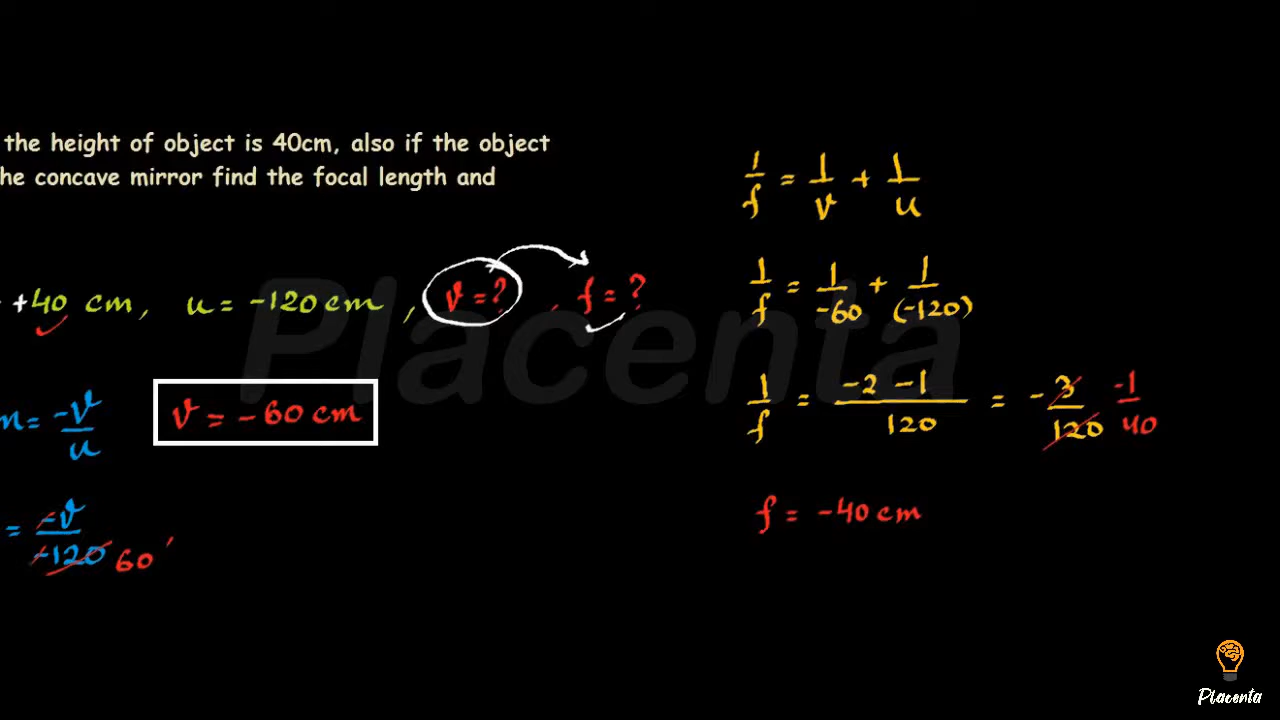 the height of object is 40cm, also if the object
he concave mirror find the focal length and
+40 cm, u = -120 cm, v = ?, f = ?
m = -v/u
v = -60 cm
= -v/-120 60
1/f = 1/v + 1/u
1/f = 1/-60 + 1/(-120)
1/f = -2 -1/120 = -3/120 -1/40
f = -40 cm
Placenta
Placenta